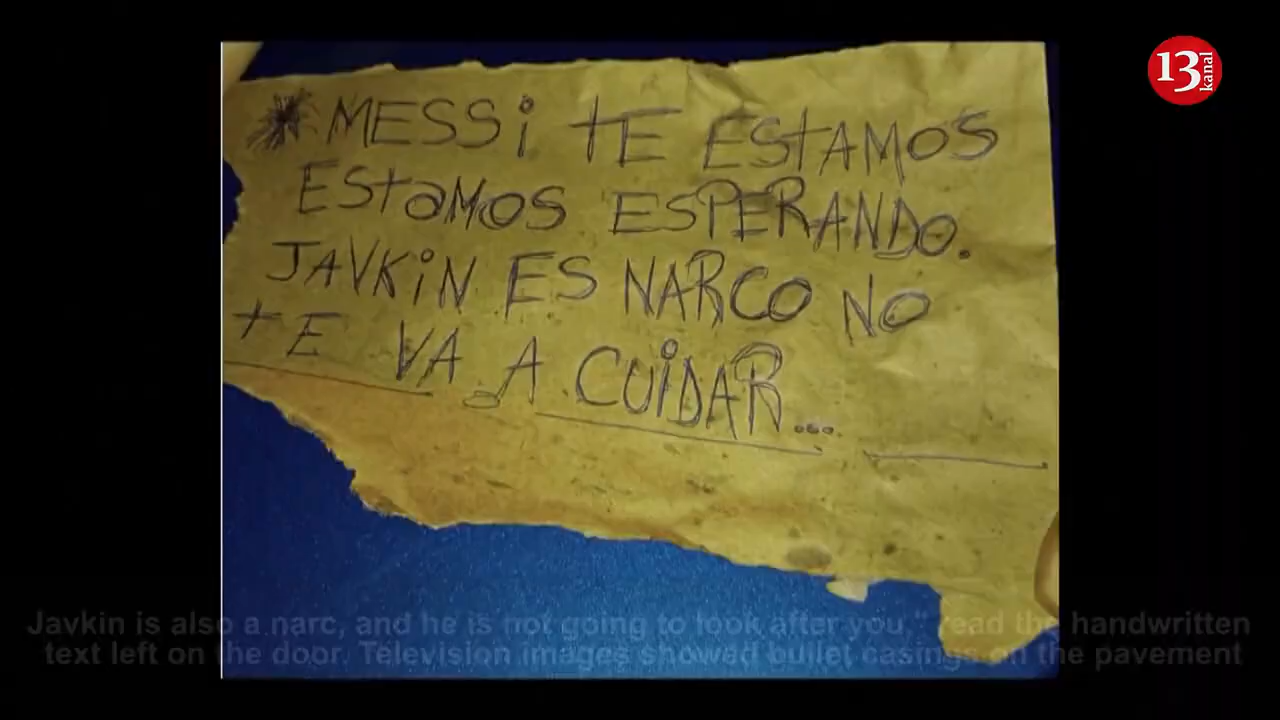 13
kanal
*MESSi tE EStAMOS
EStaMOS ESPERANDO.
JAVKiN ES NARCO NO
tE VA A CUiDAR...
Javkin is also a narc, and he is not going to look after you," read the handwritten
text left on the door. Television images showed bullet casings on the pavement